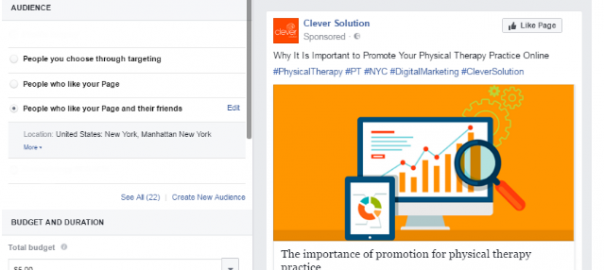 AUDIENCE
People you choose through targeting
People who like your Page
People who like your Page and their friends Edit
Location: United States: New York, Manhattan New York
More
See All (22) | Create New Audience
BUDGET AND DURATION
Total budget
$5.00
clever
Clever Solution
Sponsored ·
Like Page
Why It Is Important to Promote Your Physical Therapy Practice Online
#PhysicalTherapy #PT #NYC #DigitalMarketing #CleverSolution
The importance of promotion for physical therapy
practice